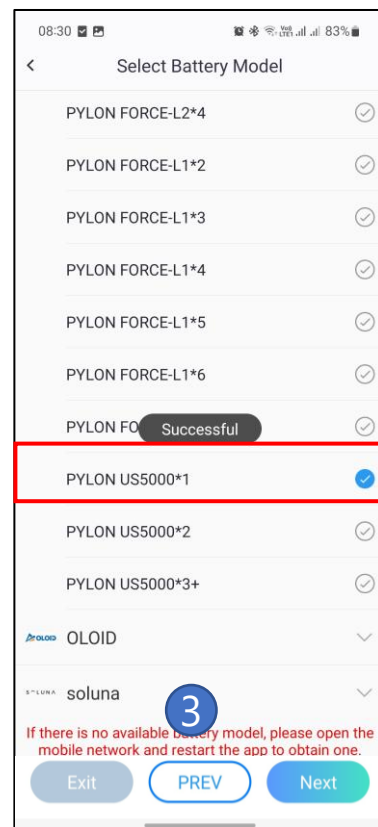 08:30 83%
Select Battery Model
PYLON FORCE-L2*4
PYLON FORCE-L1*2
PYLON FORCE-L1*3
PYLON FORCE-L1*4
PYLON FORCE-L1*5
PYLON FORCE-L1*6
PYLON FO
Successful
PYLON US5000*1
PYLON US5000*2
PYLON US5000*3+
OLOID
soluna
3
If there is no available battery model, please open the
mobile network and restart the app to obtain one.
Exit PREV Next